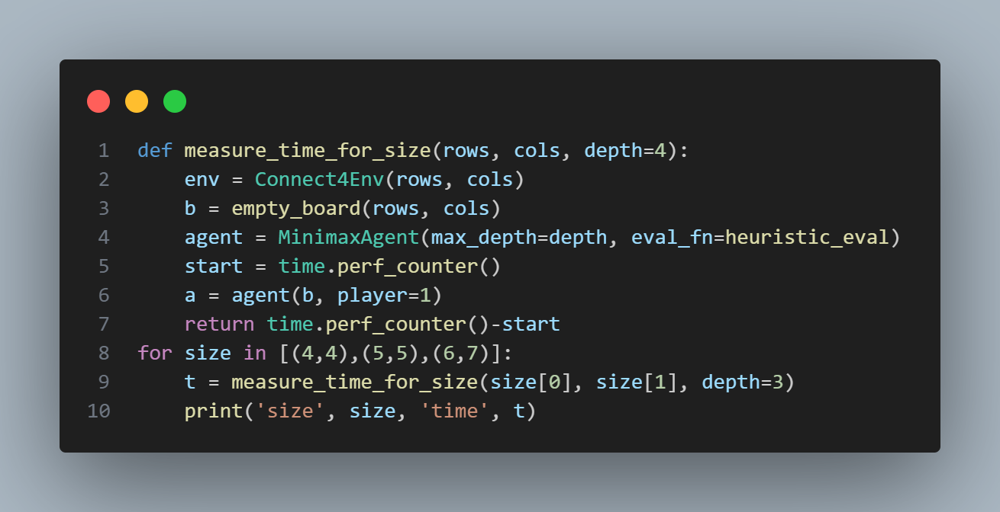 1 def measure_time_for_size(rows, cols, depth=4):
2     env = Connect4Env(rows, cols)
3     b = empty_board(rows, cols)
4     agent = MinimaxAgent(max_depth=depth, eval_fn=heuristic_eval)
5     start = time.perf_counter()
6     a = agent(b, player=1)
7     return time.perf_counter()-start
8 for size in [(4,4),(5,5),(6,7)]:
9     t = measure_time_for_size(size[0], size[1], depth=3)
10     print('size', size, 'time', t)